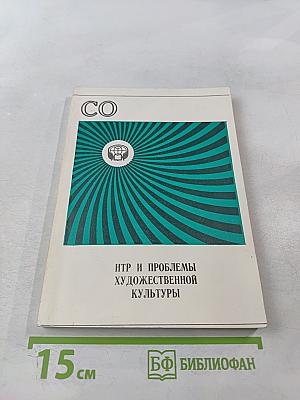 СО
НТР И ПРОБЛЕМЫ
ХУДОЖЕСТВЕННОЙ
КУЛЬТУРЫ
15 см
БФ БИБЛИОФАН